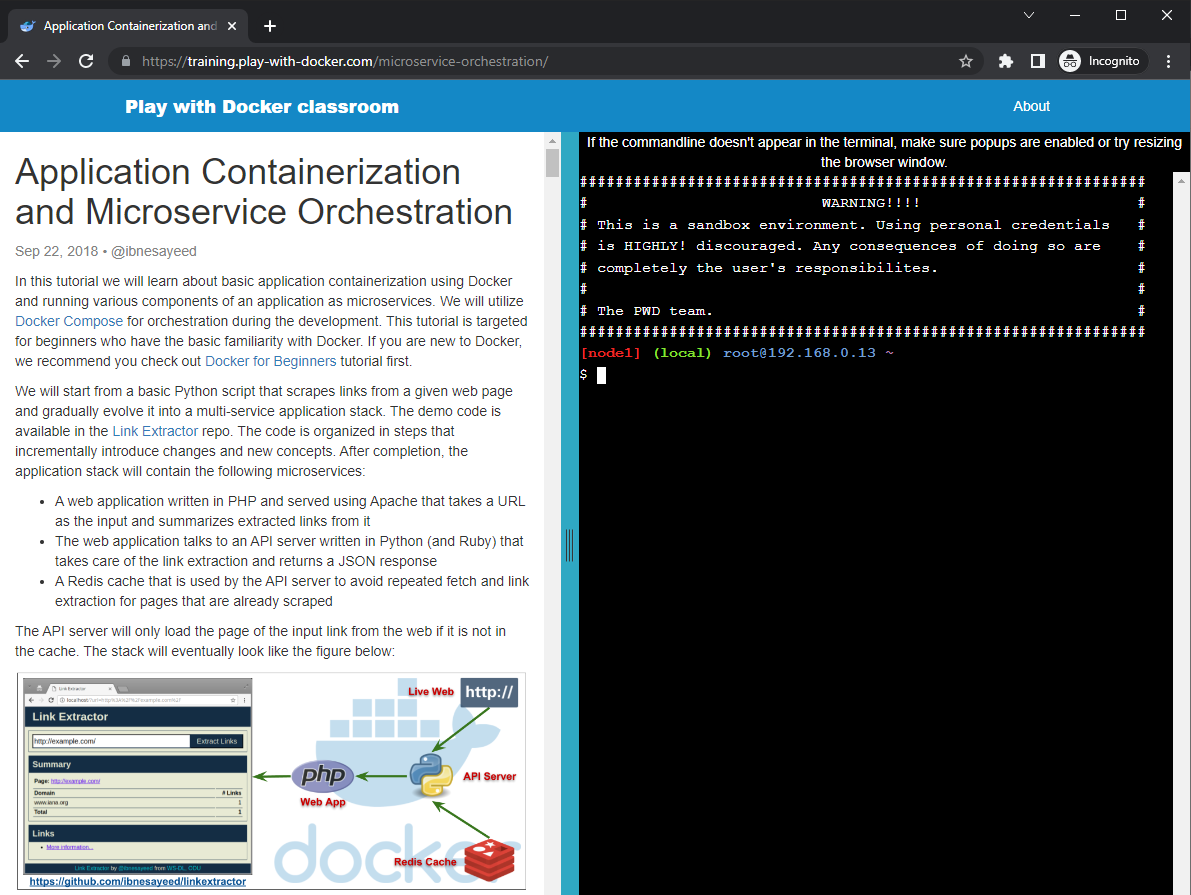 Application Containerization and
https://training.play-with-docker.com/microservice-orchestration/
Incognito
Play with Docker classroom
About
Application Containerization
and Microservice Orchestration
Sep 22, 2018 • @ibnesayeed
In this tutorial we will learn about basic application containerization using Docker
and running various components of an application as microservices. We will utilize
Docker Compose for orchestration during the development. This tutorial is targeted
for beginners who have the basic familiarity with Docker. If you are new to Docker,
we recommend you check out Docker for Beginners tutorial first.
We will start from a basic Python script that scrapes links from a given web page
and gradually evolve it into a multi-service application stack. The demo code is
available in the Link Extractor repo. The code is organized in steps that
incrementally introduce changes and new concepts. After completion, the
application stack will contain the following microservices:
• A web application written in PHP and served using Apache that takes a URL
as the input and summarizes extracted links from it
• The web application talks to an API server written in Python (and Ruby) that
takes care of the link extraction and returns a JSON response
• A Redis cache that is used by the API server to avoid repeated fetch and link
extraction for pages that are already scraped
The API server will only load the page of the input link from the web if it is not in
the cache. The stack will eventually look like the figure below:
Link Extractor
Link Extractor
http://example.com/
Extract Links
Summary
Page: http://example.com/
Domain # Links
www.iana.org 1
Total 1
Links
• More information...
Link Extractor by @ibnesayeed from WS-DL, ODU
https://github.com/ibnesayeed/linkextractor
Live Web
http://
php
Web App
API Server
Redis Cache
docker
If the commandline doesn't appear in the terminal, make sure popups are enabled or try resizing
the browser window.
###############################################################
# WARNING!!!! #
# This is a sandbox environment. Using personal credentials #
# is HIGHLY! discouraged. Any consequences of doing so are #
# completely the user's responsibilites. #
# #
# The PWD team. #
###############################################################
[node1] (local) root@192.168.0.13 ~
$